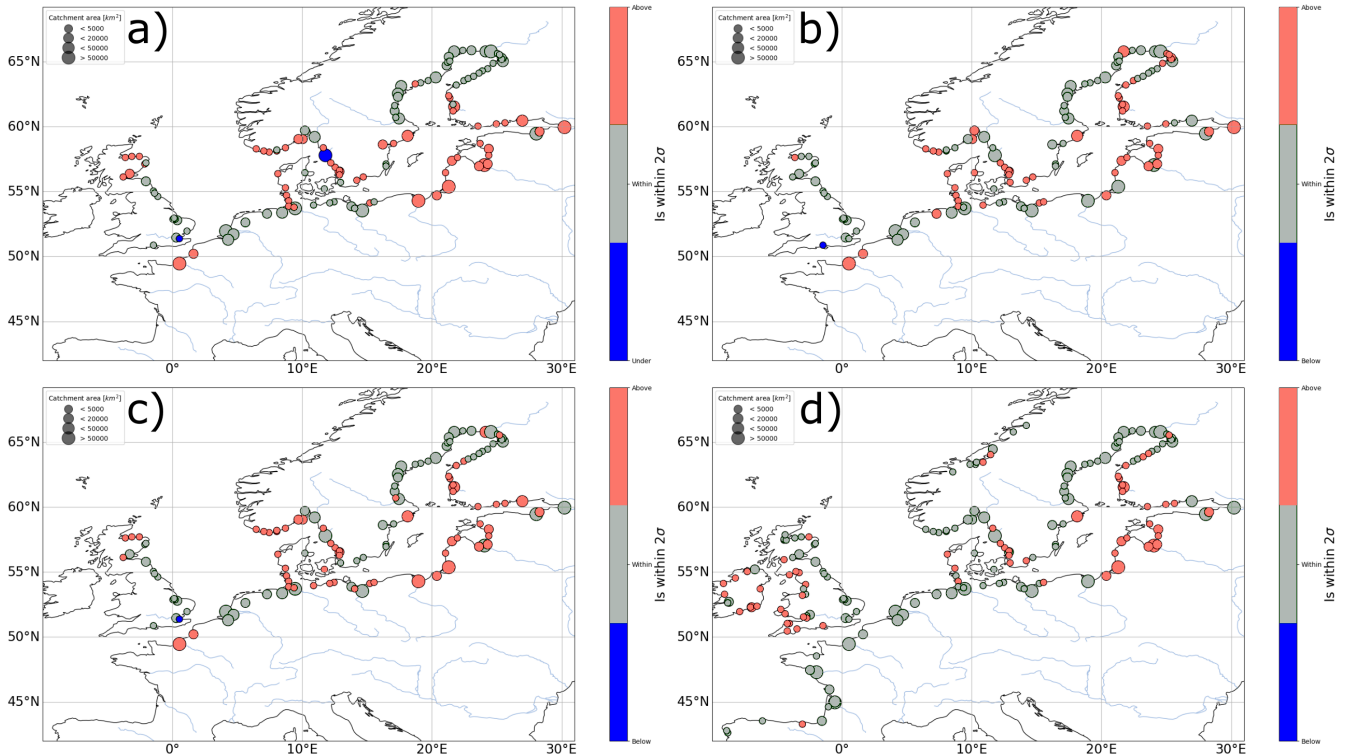 a)
Catchment area [km²]
< 5000
< 20000
< 50000
> 50000
65°N
60°N
55°N
50°N
45°N
0°
10°E
20°E
30°E
Above
Within
Under
Is within 2σ
b)
Catchment area [km²]
< 5000
< 20000
< 50000
> 50000
65°N
60°N
55°N
50°N
45°N
0°
10°E
20°E
30°E
Above
Within
Below
Is within 2σ
c)
Catchment area [km²]
< 5000
< 20000
< 50000
> 50000
65°N
60°N
55°N
50°N
45°N
0°
10°E
20°E
30°E
Above
Within
Below
Is within 2σ
d)
Catchment area [km²]
< 5000
< 20000
< 50000
> 50000
65°N
60°N
55°N
50°N
45°N
0°
10°E
20°E
30°E
Above
Within
Below
Is within 2σ